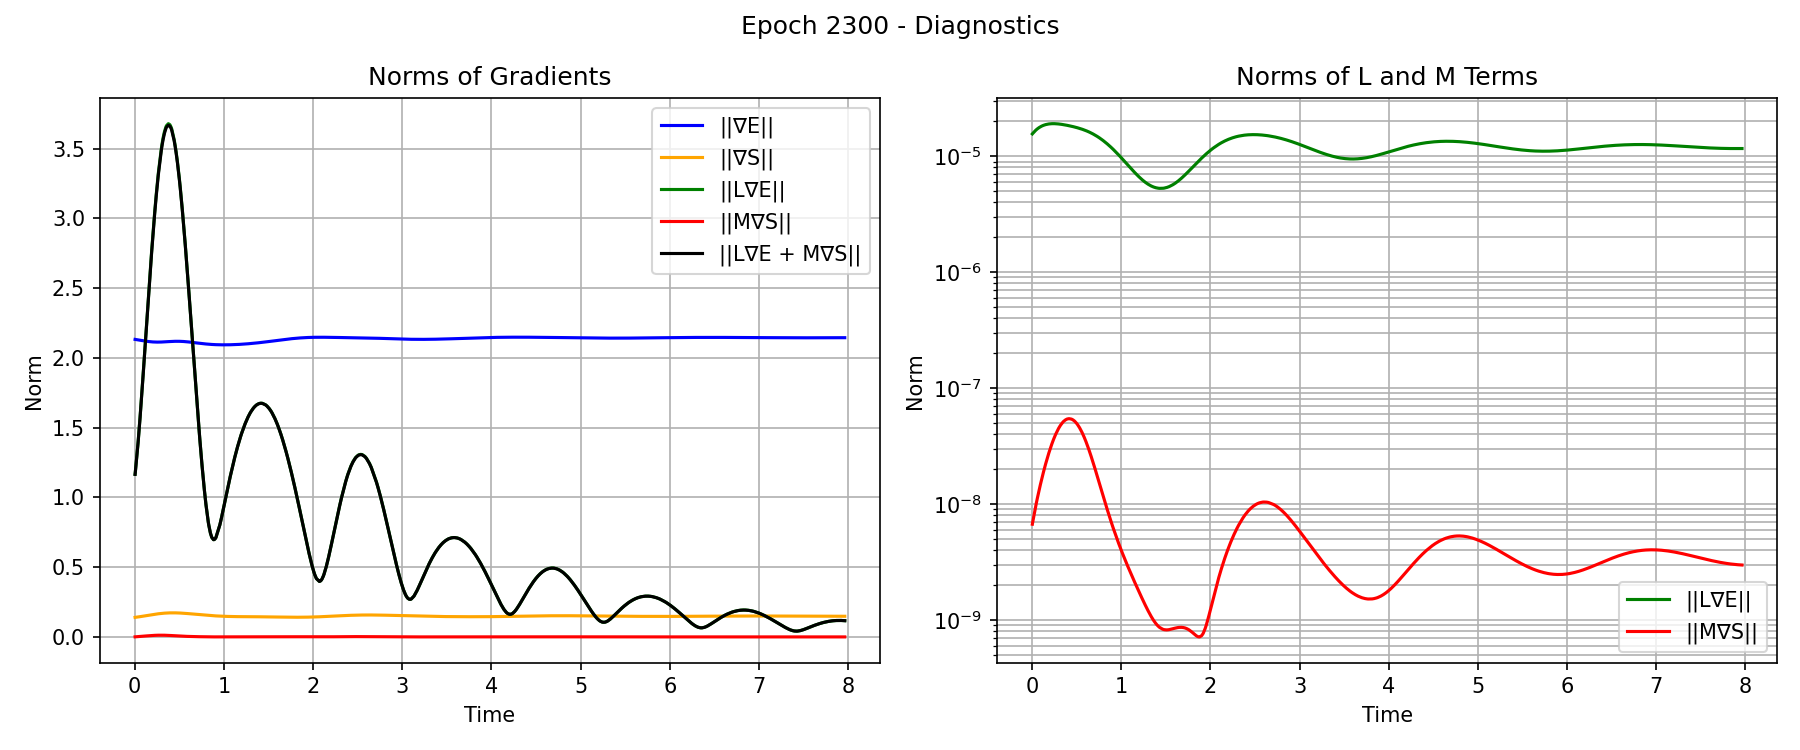 Epoch 2300 - Diagnostics
Norms of Gradients
Norm
3.5
3.0
2.5
2.0
1.5
1.0
0.5
0.0
||∇E||
||∇S||
||L∇E||
||M∇S||
||L∇E + M∇S||
0 1 2 3 4 5 6 7 8
Time
Norms of L and M Terms
Norm
10⁻⁵
10⁻⁶
10⁻⁷
10⁻⁸
10⁻⁹
||L∇E||
||M∇S||
0 1 2 3 4 5 6 7 8
Time